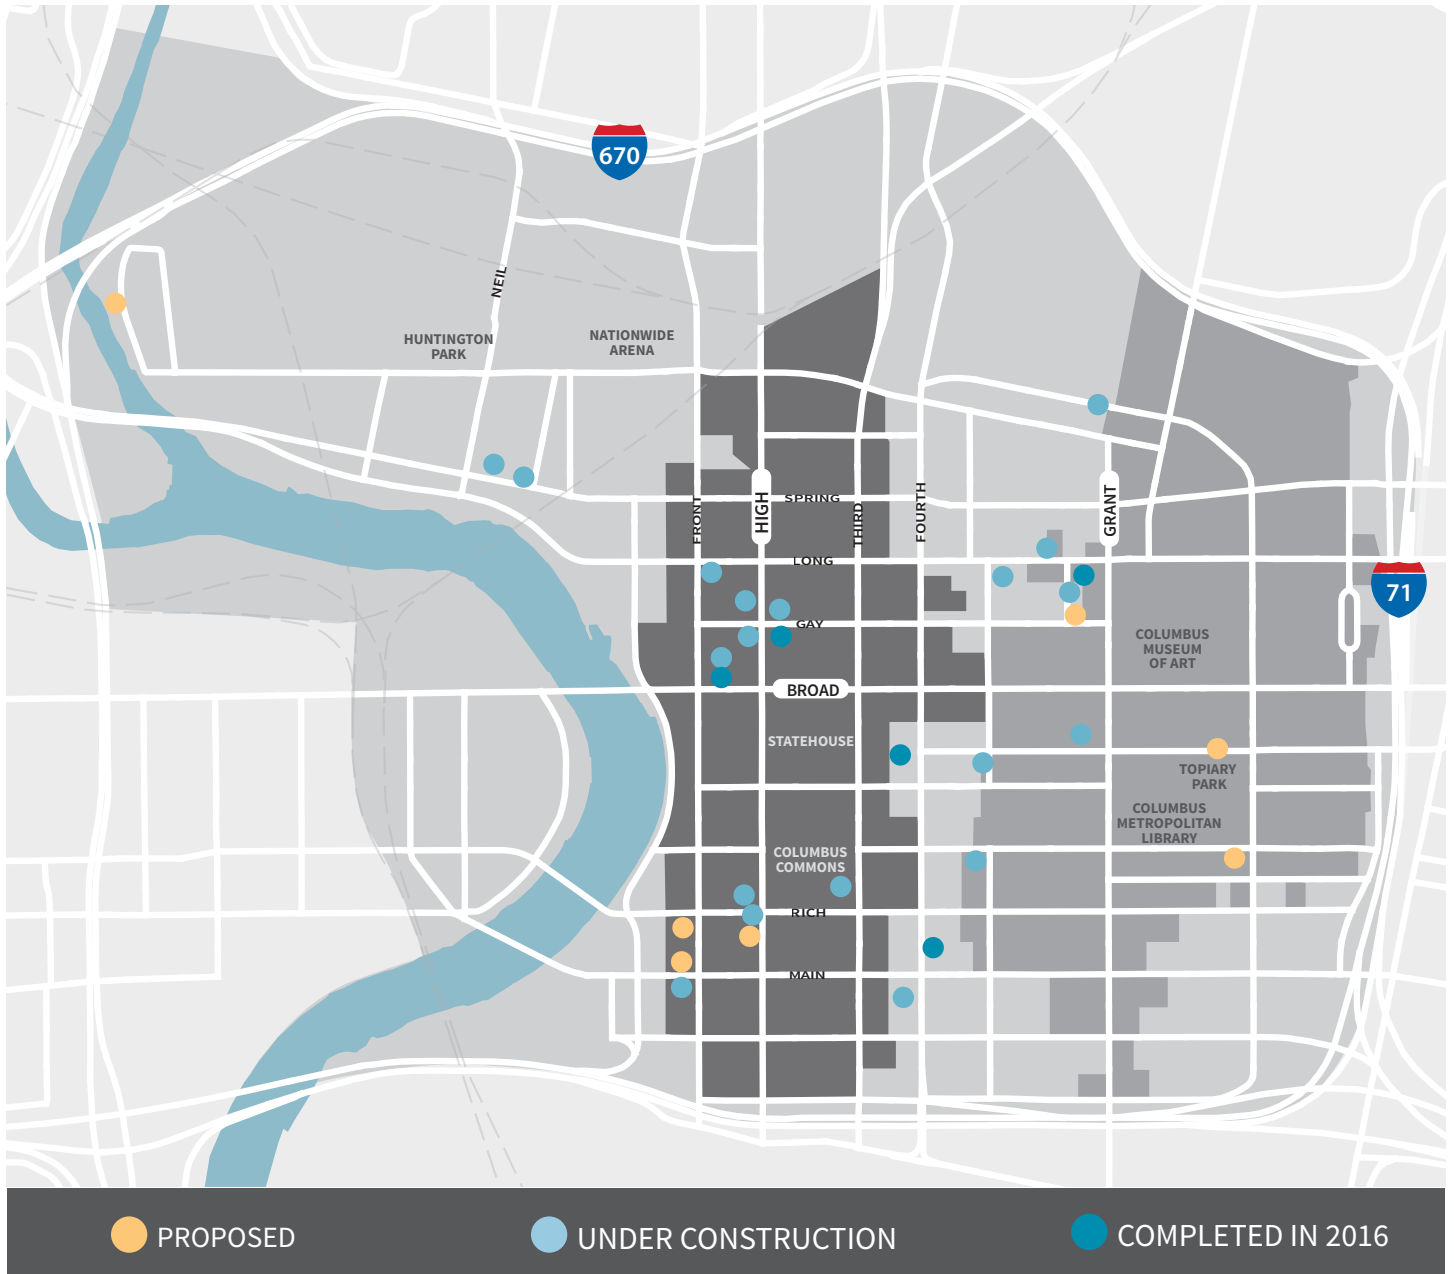 670
NEIL
HUNTINGTON
PARK
NATIONWIDE
ARENA
FRONT
HIGH
SPRING
THIRD
FOURTH
GRANT
LONG
71
GAY
COLUMBUS
MUSEUM
OF ART
BROAD
STATEHOUSE
TOPIARY
PARK
COLUMBUS
METROPOLITAN
LIBRARY
COLUMBUS
COMMONS
RICH
MAIN
PROPOSED
UNDER CONSTRUCTION
COMPLETED IN 2016